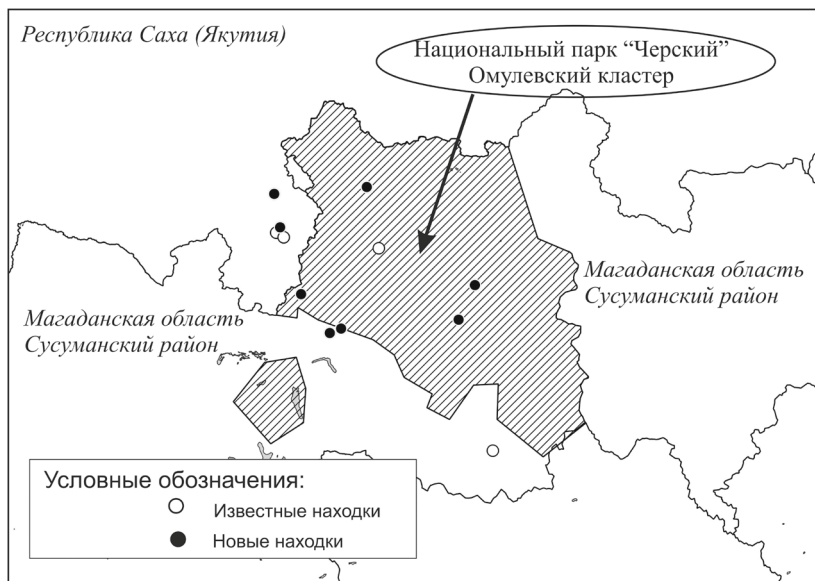 Республика Саха (Якутия)
Национальный парк “Черский”
Омулевский кластер
Магаданская область
Сусуманский район
Магаданская область
Сусуманский район
Условные обозначения:
Известные находки
Новые находки